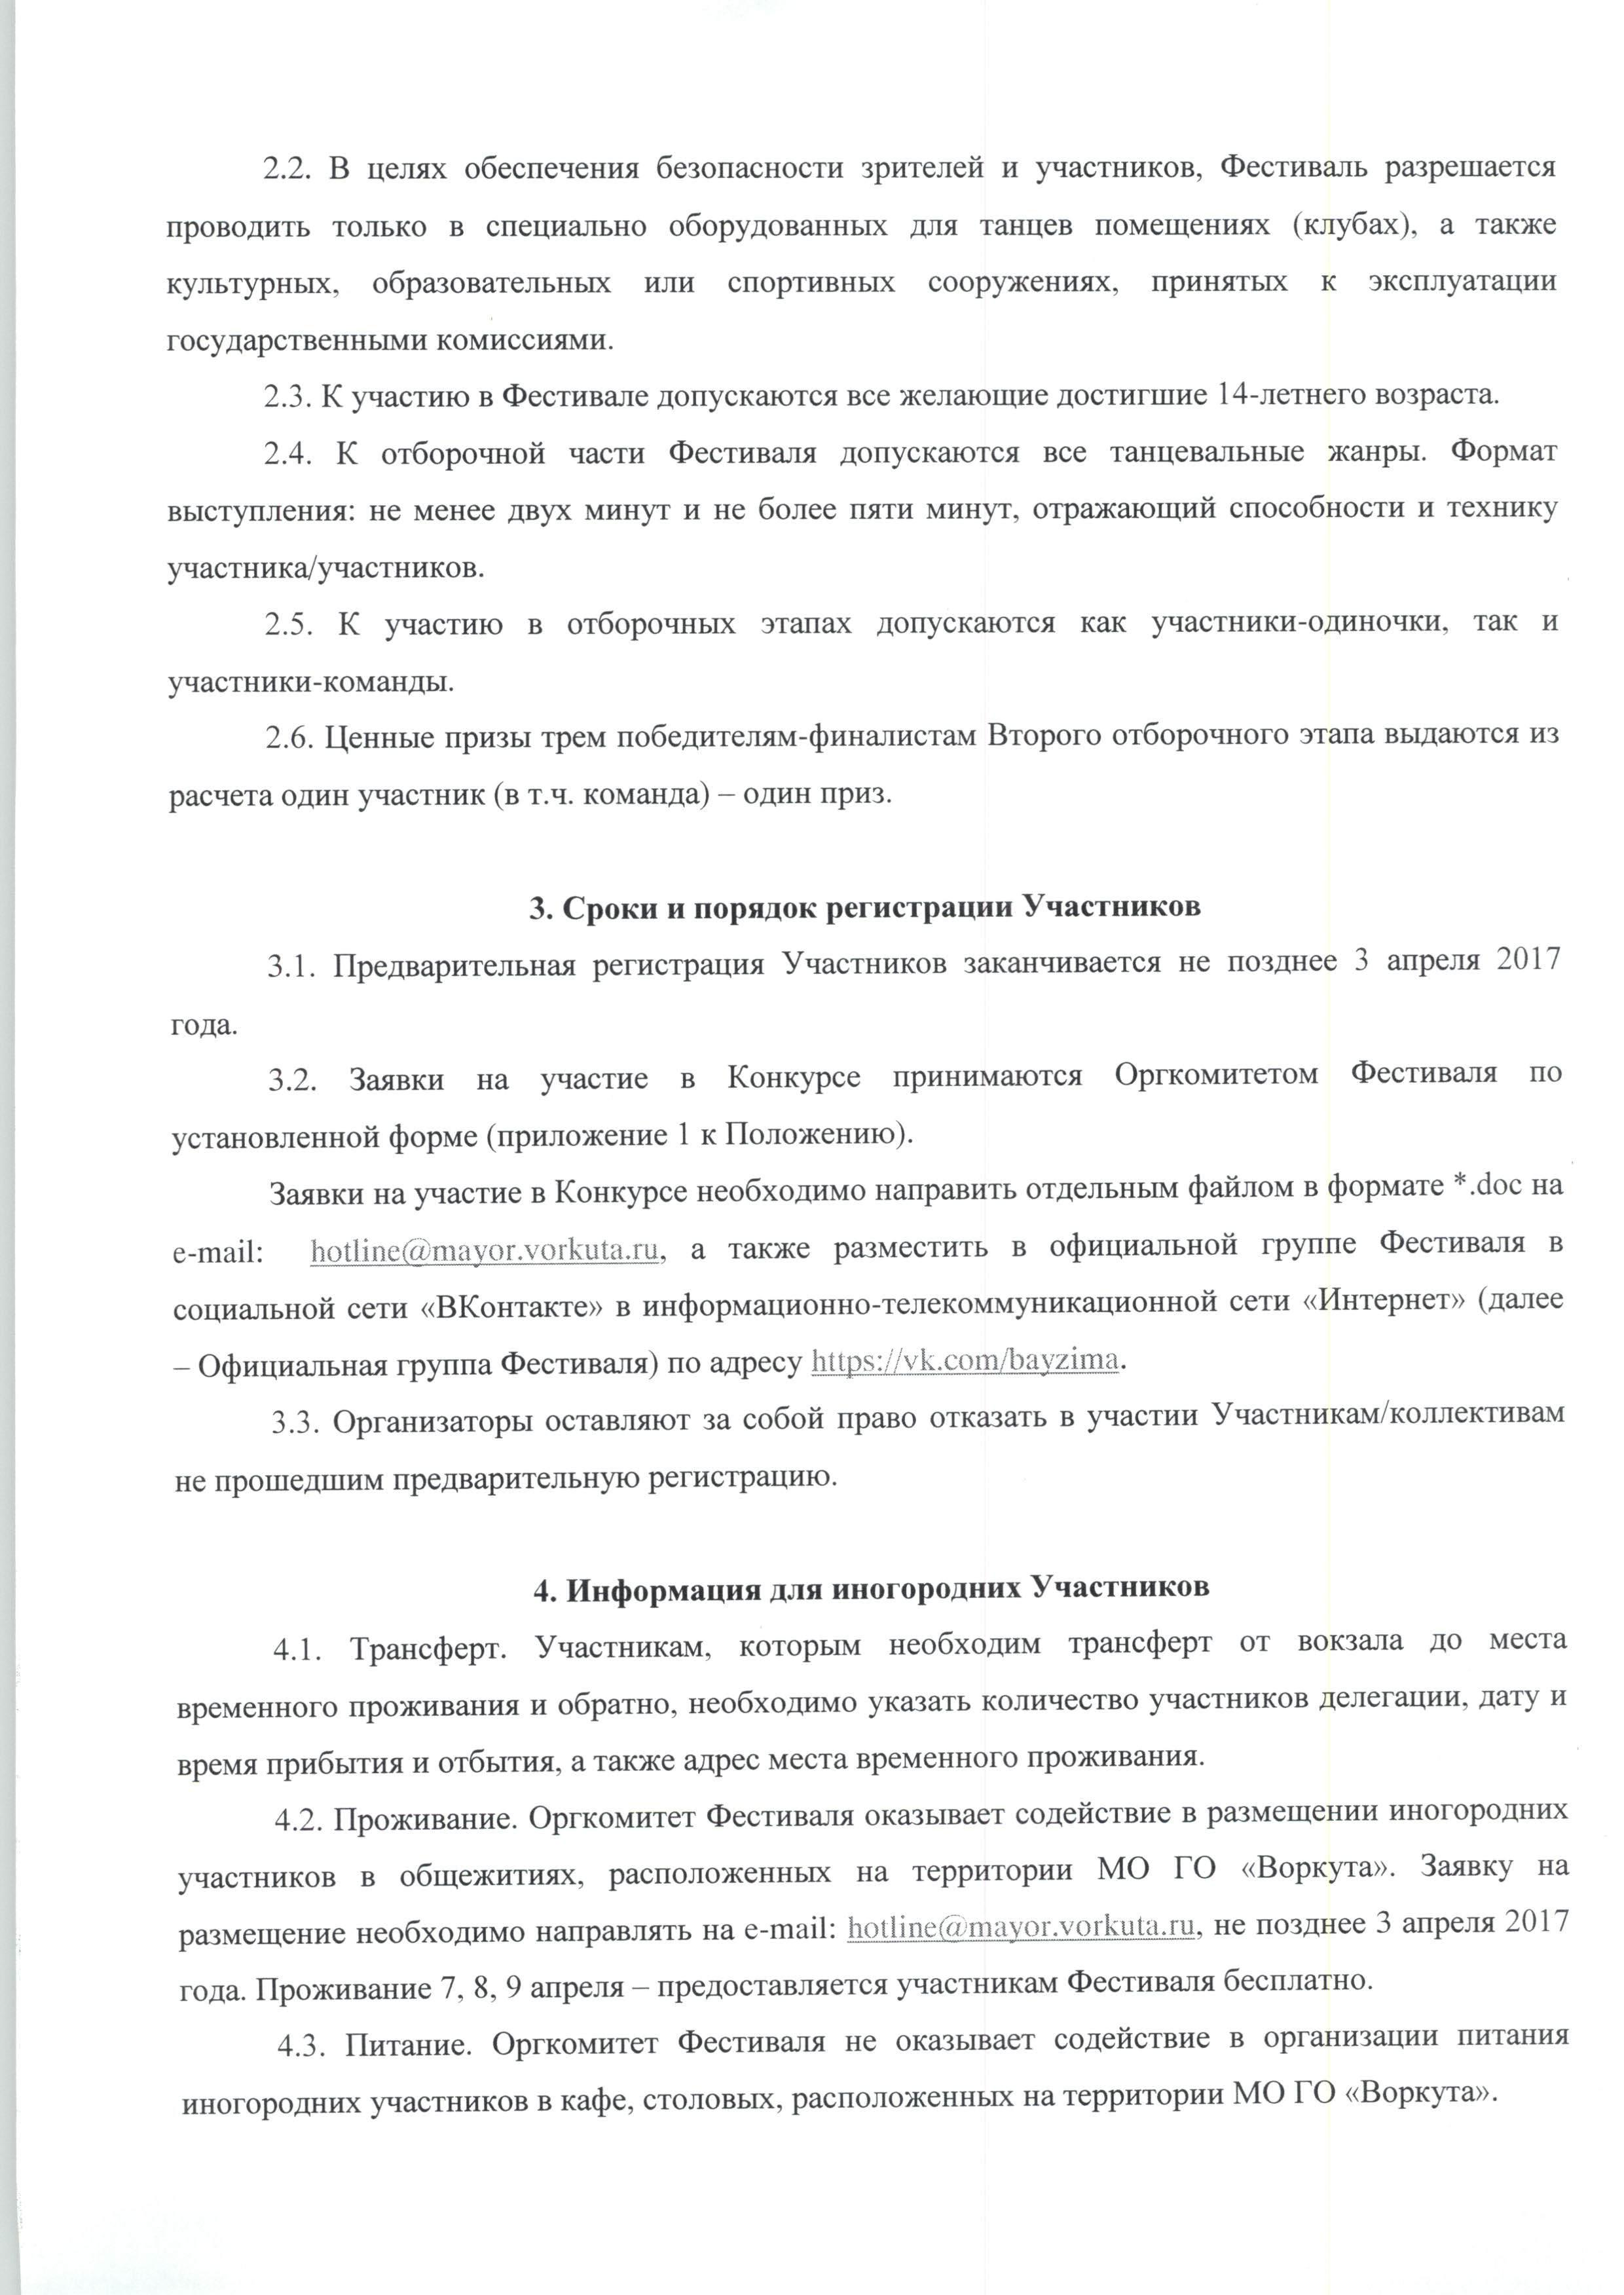 2.2. В целях обеспечения безопасности зрителей и участников, Фестиваль разрешается
проводить только в специально оборудованных для танцев помещениях (клубах), а также
культурных, образовательных или спортивных сооружениях, принятых к эксплуатации
государственными комиссиями.
2.3. К участию в Фестивале допускаются все желающие достигшие 14-летнего возраста.
2.4. К отборочной части Фестиваля допускаются все танцевальные жанры. Формат
выступления: не менее двух минут и не более пяти минут, отражающий способности и технику
участника/участников.
2.5. К участию в отборочных этапах допускаются как участники-одиночки, так и
участники-команды.
2.6. Ценные призы трем победителям-финалистам Второго отборочного этапа выдаются из
расчета один участник (в т.ч. команда) – один приз.
3. Сроки и порядок регистрации Участников
3.1. Предварительная регистрация Участников заканчивается не позднее 3 апреля 2017
года.
3.2. Заявки на участие в Конкурсе принимаются Оргкомитетом Фестиваля по
установленной форме (приложение 1 к Положению).
Заявки на участие в Конкурсе необходимо направить отдельным файлом в формате *.doc на
e-mail: hotline@mayor.vorkuta.ru, а также разместить в официальной группе Фестиваля в
социальной сети «ВКонтакте» в информационно-телекоммуникационной сети «Интернет» (далее
– Официальная группа Фестиваля) по адресу https://vk.com/bayzima.
3.3. Организаторы оставляют за собой право отказать в участии Участникам/коллективам
не прошедшим предварительную регистрацию.
4. Информация для иногородних Участников
4.1. Трансферт. Участникам, которым необходим трансферт от вокзала до места
временного проживания и обратно, необходимо указать количество участников делегации, дату и
время прибытия и отбытия, а также адрес места временного проживания.
4.2. Проживание. Оргкомитет Фестиваля оказывает содействие в размещении иногородних
участников в общежитиях, расположенных на территории МО ГО «Воркута». Заявку на
размещение необходимо направлять на e-mail: hotline@mayor.vorkuta.ru, не позднее 3 апреля 2017
года. Проживание 7, 8, 9 апреля – предоставляется участникам Фестиваля бесплатно.
4.3. Питание. Оргкомитет Фестиваля не оказывает содействие в организации питания
иногородних участников в кафе, столовых, расположенных на территории МО ГО «Воркута».